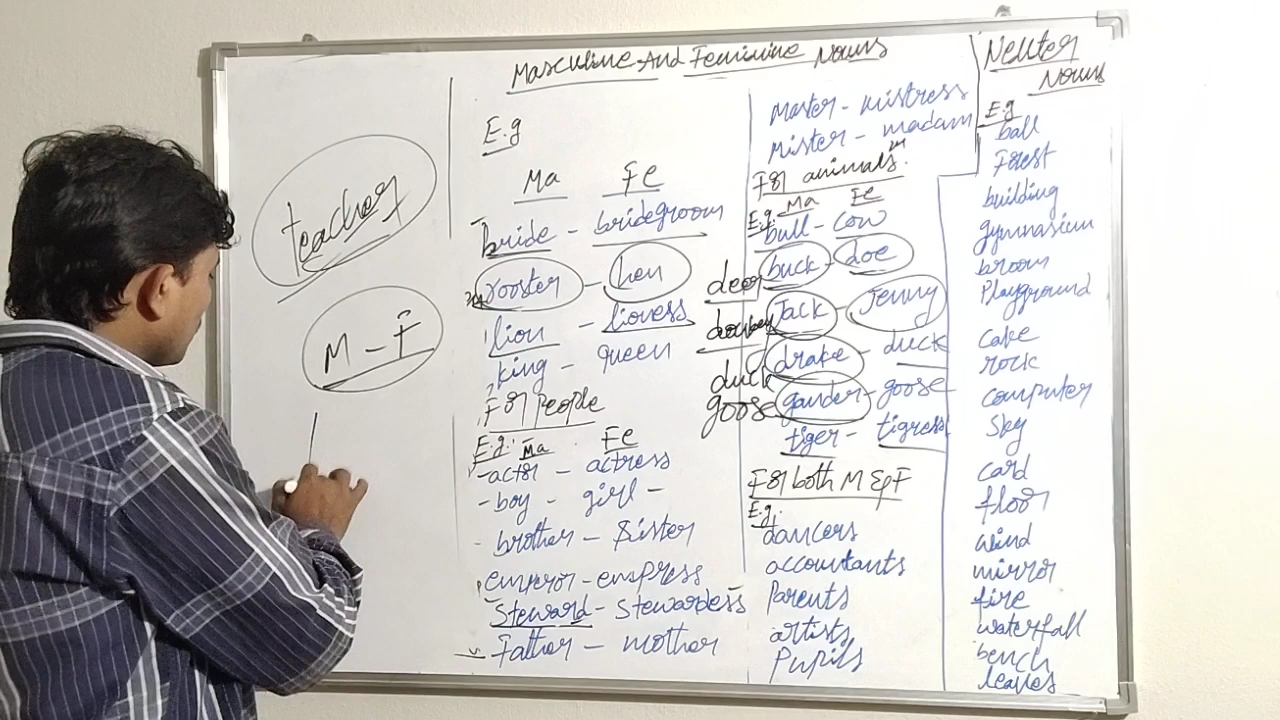 Masculine And Feminine Nouns
teacher
M - F
E.g
Ma Fe
bride - bridegroom
rooster - hen
lion - lioness
king - queen
For People
E.g: Ma Fe
- actor - actress
- boy - girl -
- brother - Sister
emperor - empress
Steward - Stewardess
Father - mother
Master - mistress
Mister - madam
For animals
E.g: Ma Fe
bull - cow
deer buck - doe
donkey Jack - Jenny
duck drake - duck
goose gander - goose
tiger - tigress
For both M & F
E.g:
dancers
accountants
Parents
artists
Pupils
Neuter
Nouns
E.g
ball
Forest
building
gymnasium
broom
Playground
Cake
rock
computer
Sky
card
floor
wind
mirror
fire
waterfall
bench
leaves